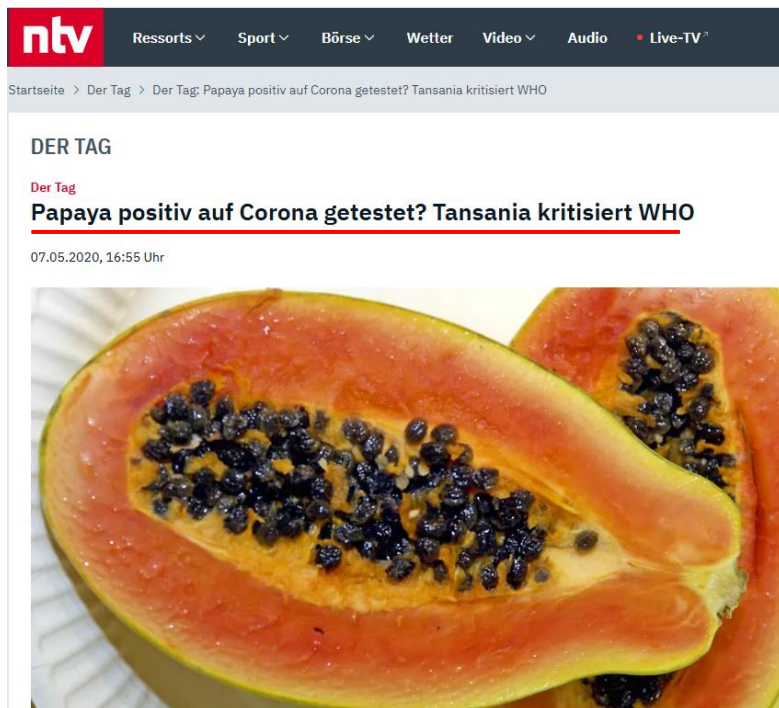 ntv Ressorts Sport Börse Wetter Video Audio Live-TV
Startseite > Der Tag > Der Tag: Papaya positiv auf Corona getestet? Tansania kritisiert WHO
DER TAG
Der Tag
Papaya positiv auf Corona getestet? Tansania kritisiert WHO
07.05.2020, 16:55 Uhr